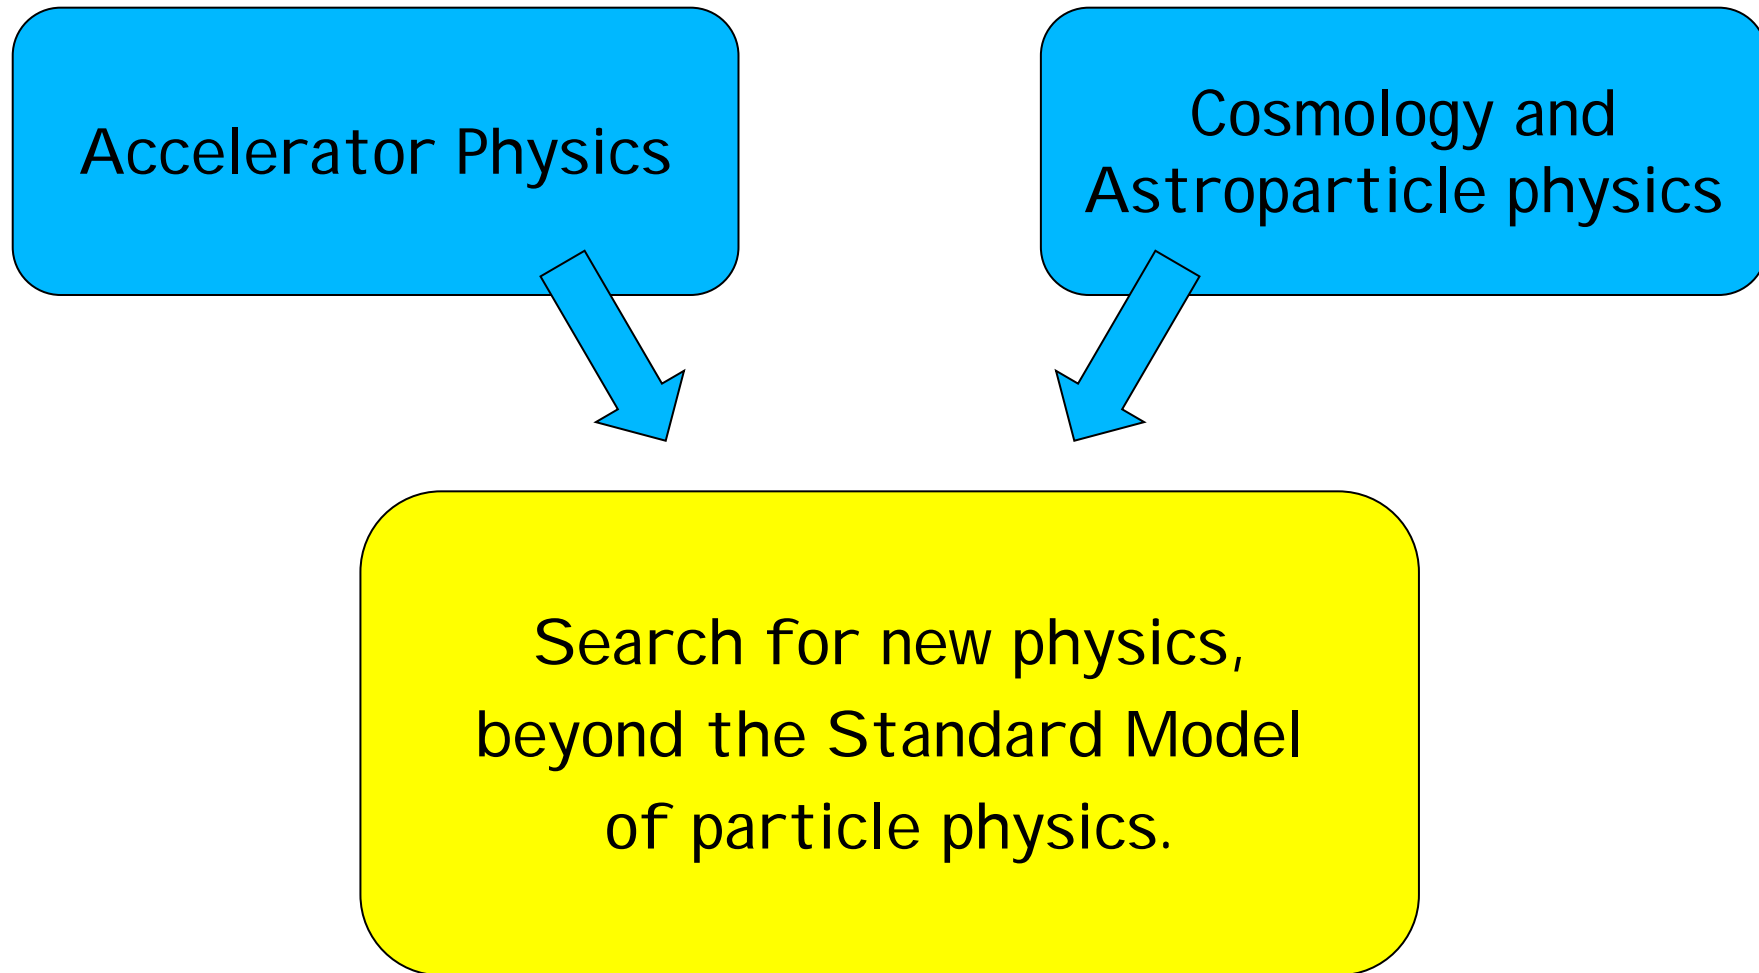 Accelerator Physics
Cosmology and
Astroparticle physics
Search for new physics,
beyond the Standard Model
of particle physics.